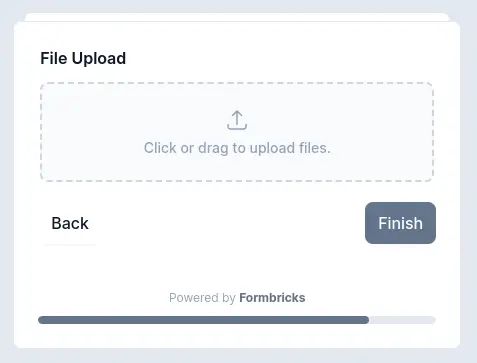 File Upload
Click or drag to upload files.
Back
Finish
Powered by Formbricks